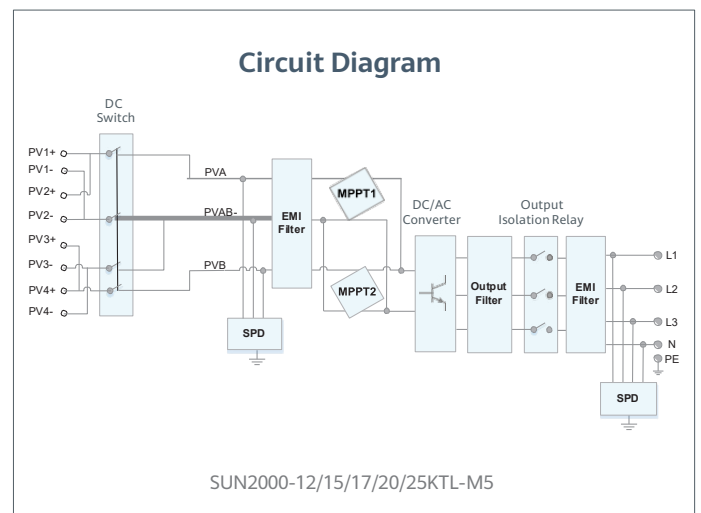 Circuit Diagram
DC
Switch
PV1+
PV1-
PV2+
PV2-
PV3+
PV3-
PV4+
PV4-
PVA
PVAB-
PVB
EMI
Filter
SPD
MPPT1
MPPT2
DC/AC
Converter
Output
Filter
Output
Isolation Relay
EMI
Filter
L1
L2
L3
N
PE
SPD
SUN2000-12/15/17/20/25KTL-M5